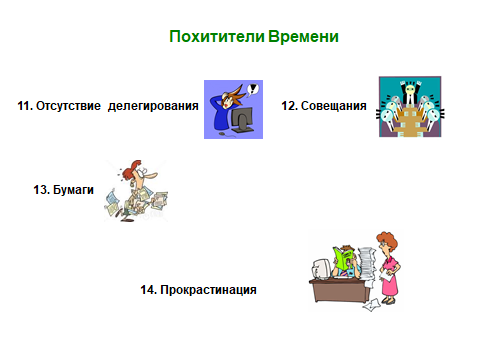 Похитители Времени
11. Отсутствие делегирования
12. Совещания
13. Бумаги
14. Прокрастинация